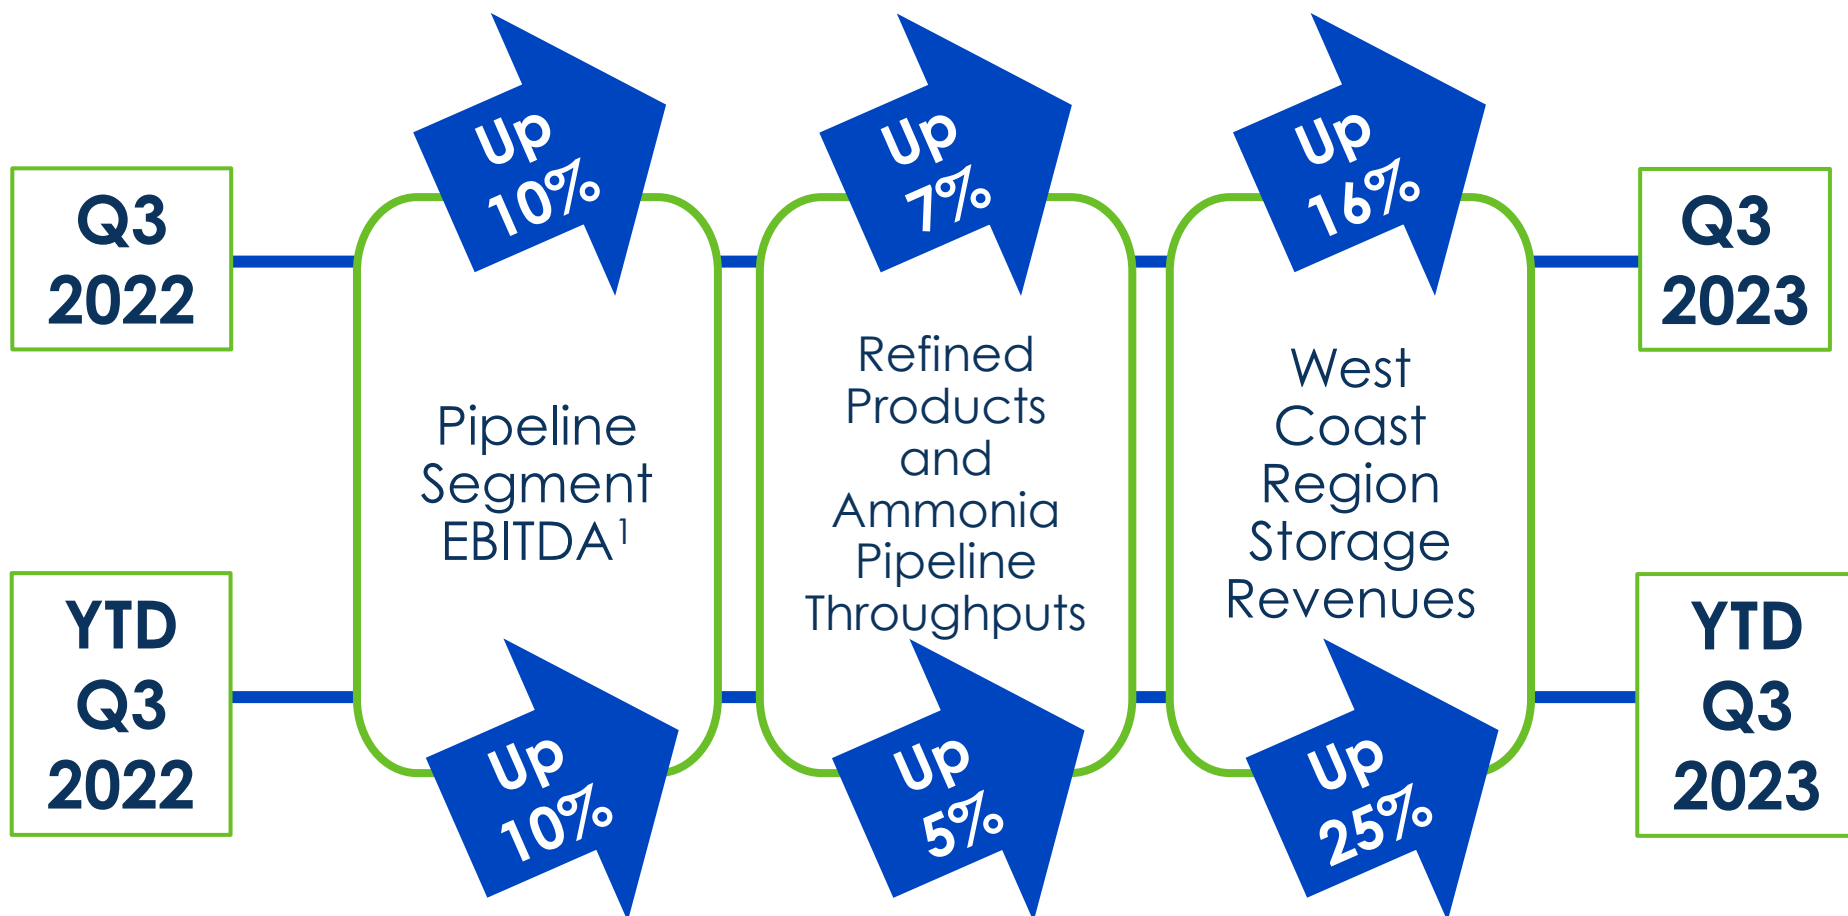 Up
10%
Up
7%
Up
16%
Q3
2022
Q3
2023
Pipeline
Segment
EBITDA¹
Refined
Products
and
Ammonia
Pipeline
Throughputs
West
Coast
Region
Storage
Revenues
YTD
Q3
2022
YTD
Q3
2023
Up
10%
Up
5%
Up
25%